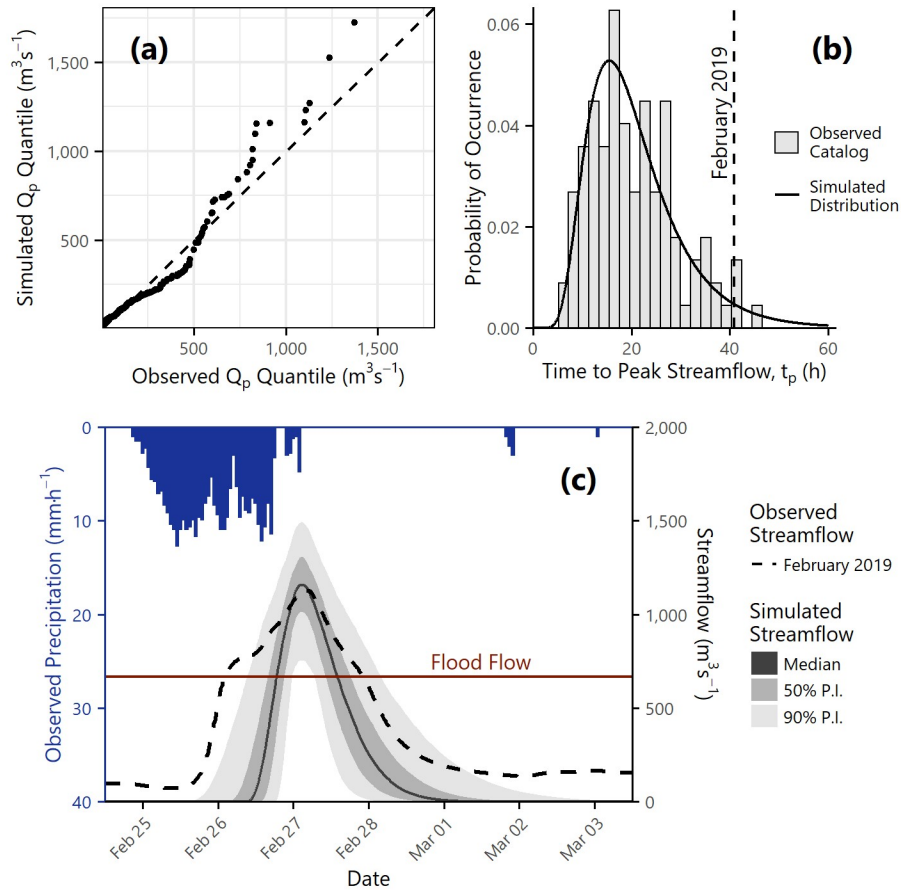 (a)
Simulated Qp Quantile (m³s⁻¹)
1,500
1,000
500
500
1,000
1,500
Observed Qp Quantile (m³s⁻¹)
(b)
Probability of Occurrence
0.06
0.04
0.02
0.00
February 2019
0
20
40
60
Time to Peak Streamflow, tp (h)
Observed
Catalog
Simulated
Distribution
(c)
Observed Precipitation (mm·h⁻¹)
0
10
20
30
40
2,000
1,500
1,000
500
0
Streamflow (m³s⁻¹)
Flood Flow
Feb 25
Feb 26
Feb 27
Feb 28
Mar 01
Mar 02
Mar 03
Date
Observed
Streamflow
February 2019
Simulated
Streamflow
Median
50% P.I.
90% P.I.